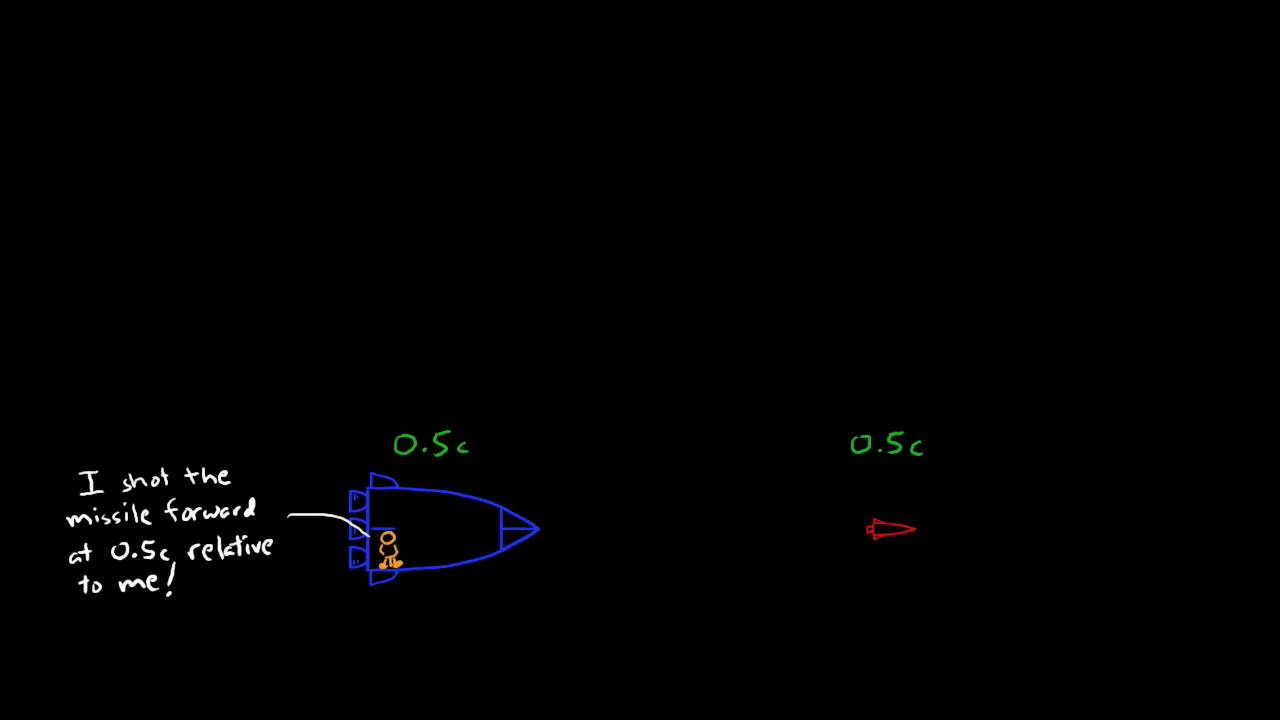 0.5c
0.5c
I shot the
missile forward
at 0.5c relative
to me!